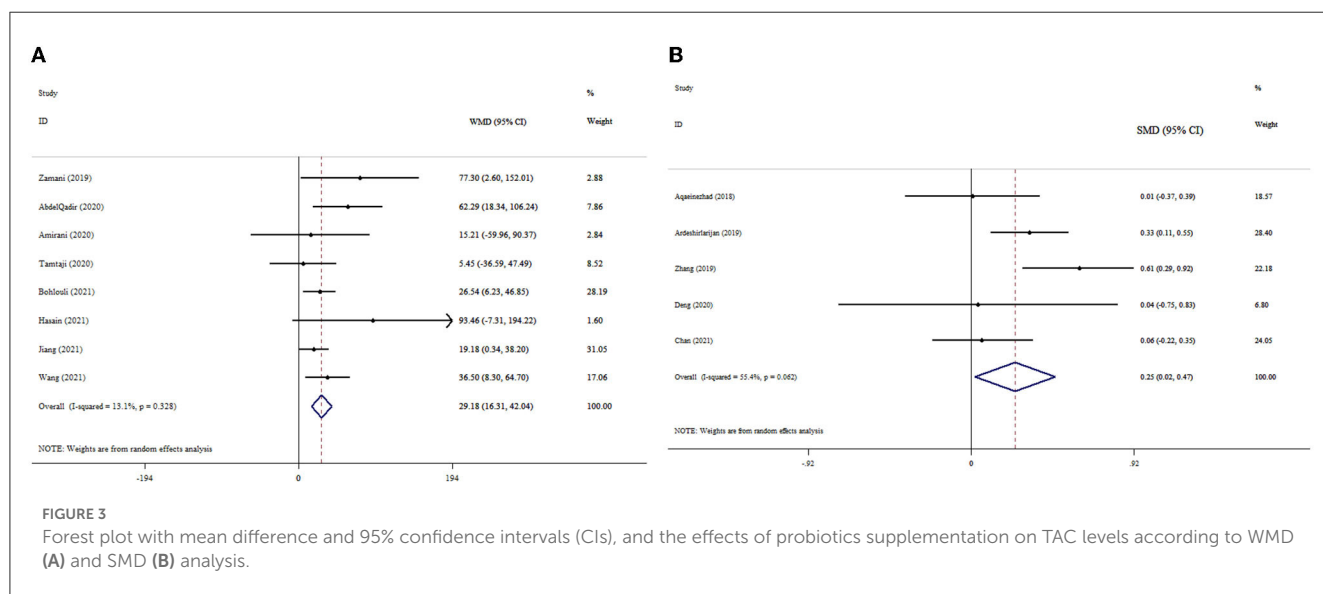 A
Study %
ID WMD (95% CI) Weight
Zamani (2019) 77.30 (2.60, 152.01) 2.88
AbdelQadir (2020) 62.29 (18.34, 106.24) 7.86
Amirani (2020) 15.21 (-59.96, 90.37) 2.84
Tamtaji (2020) 5.45 (-36.59, 47.49) 8.52
Bohlouli (2021) 26.54 (6.23, 46.85) 28.19
Hasain (2021) 93.46 (-7.31, 194.22) 1.60
Jiang (2021) 19.18 (0.34, 38.20) 31.05
Wang (2021) 36.50 (8.30, 64.70) 17.06
Overall (I-squared = 13.1%, p = 0.328) 29.18 (16.31, 42.04) 100.00
NOTE: Weights are from random effects analysis
-194 0 194
B
Study %
ID SMD (95% CI) Weight
Aqaeinezhad (2018) 0.01 (-0.37, 0.39) 18.57
Ardeshirlarijan (2019) 0.33 (0.11, 0.55) 28.40
Zhang (2019) 0.61 (0.29, 0.92) 22.18
Deng (2020) 0.04 (-0.75, 0.83) 6.80
Chan (2021) 0.06 (-0.22, 0.35) 24.05
Overall (I-squared = 55.4%, p = 0.062) 0.25 (0.02, 0.47) 100.00
NOTE: Weights are from random effects analysis
-.92 0 .92
FIGURE 3
Forest plot with mean difference and 95% confidence intervals (CIs), and the effects of probiotics supplementation on TAC levels according to WMD
(A) and SMD (B) analysis.